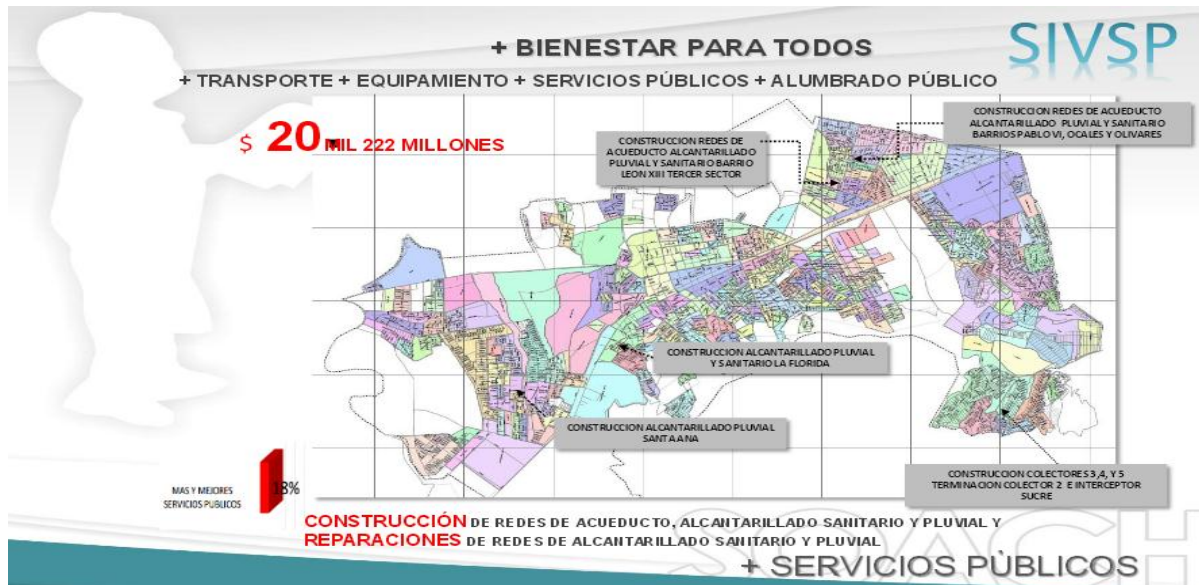 + BIENESTAR PARA TODOS
SIVSP
+ TRANSPORTE + EQUIPAMIENTO + SERVICIOS PÚBLICOS + ALUMBRADO PÚBLICO
$ 20 MIL 222 MILLONES
CONSTRUCCION REDES DE
ACUEDUCTO ALCANTARILLADO
PLUVIAL Y SANITARIO BARRIO
LEON XIII TERCER SECTOR
CONSTRUCCION REDES DE ACUEDUCTO
ALCANTARILLADO PLUVIAL Y SANITARIO
BARRIOS PABLO VI, OCALES Y OLIVARES
CONSTRUCCION ALCANTARILLADO PLUVIAL
Y SANITARIO LA FLORIDA
CONSTRUCCION ALCANTARILLADO PLUVIAL
SANTA ANA
CONSTRUCCION COLECTORES 3,4, Y 5
TERMINACION COLECTOR 2 E INTERCEPTOR
SUCRE
MAS Y MEJORES
SERVICIOS PUBLICOS
18%
CONSTRUCCIÓN DE REDES DE ACUEDUCTO, ALCANTARILLADO SANITARIO Y PLUVIAL Y
REPARACIONES DE REDES DE ALCANTARILLADO SANITARIO Y PLUVIAL
SOACH
+ SERVICIOS PÙBLICOS